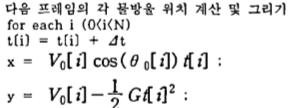 다음 프레임의 각 물방을 위치 계산 및 그리기
for each i (0<i<N)
t[i] = t[i] + Δt
x = V₀[i] cos(θ₀[i]) t[i] ;
y = V₀[i]-½ Gt[i]² ;